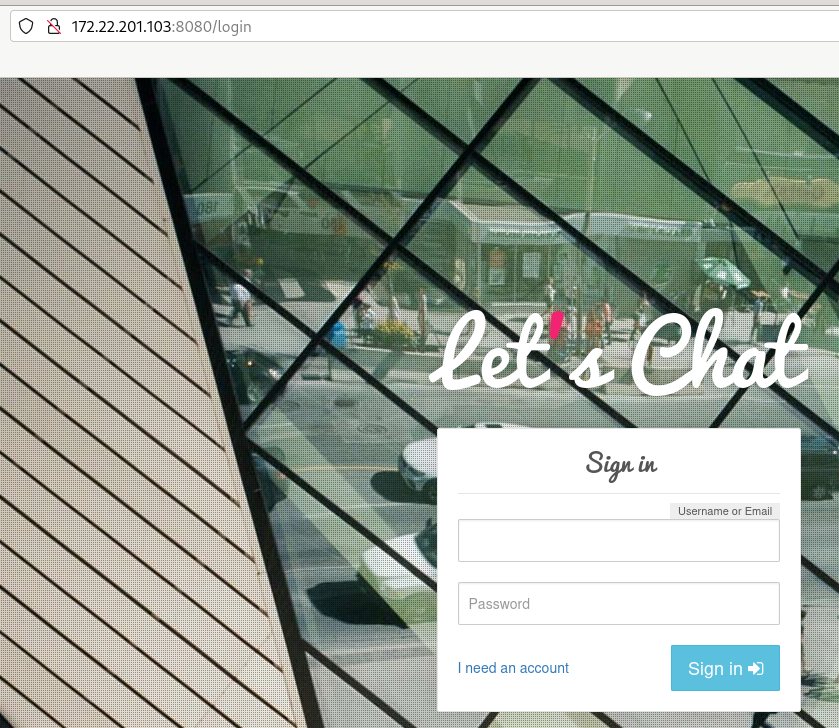 172.22.201.103:8080/login
Let's Chat
Sign in
Username or Email
Password
I need an account
Sign in